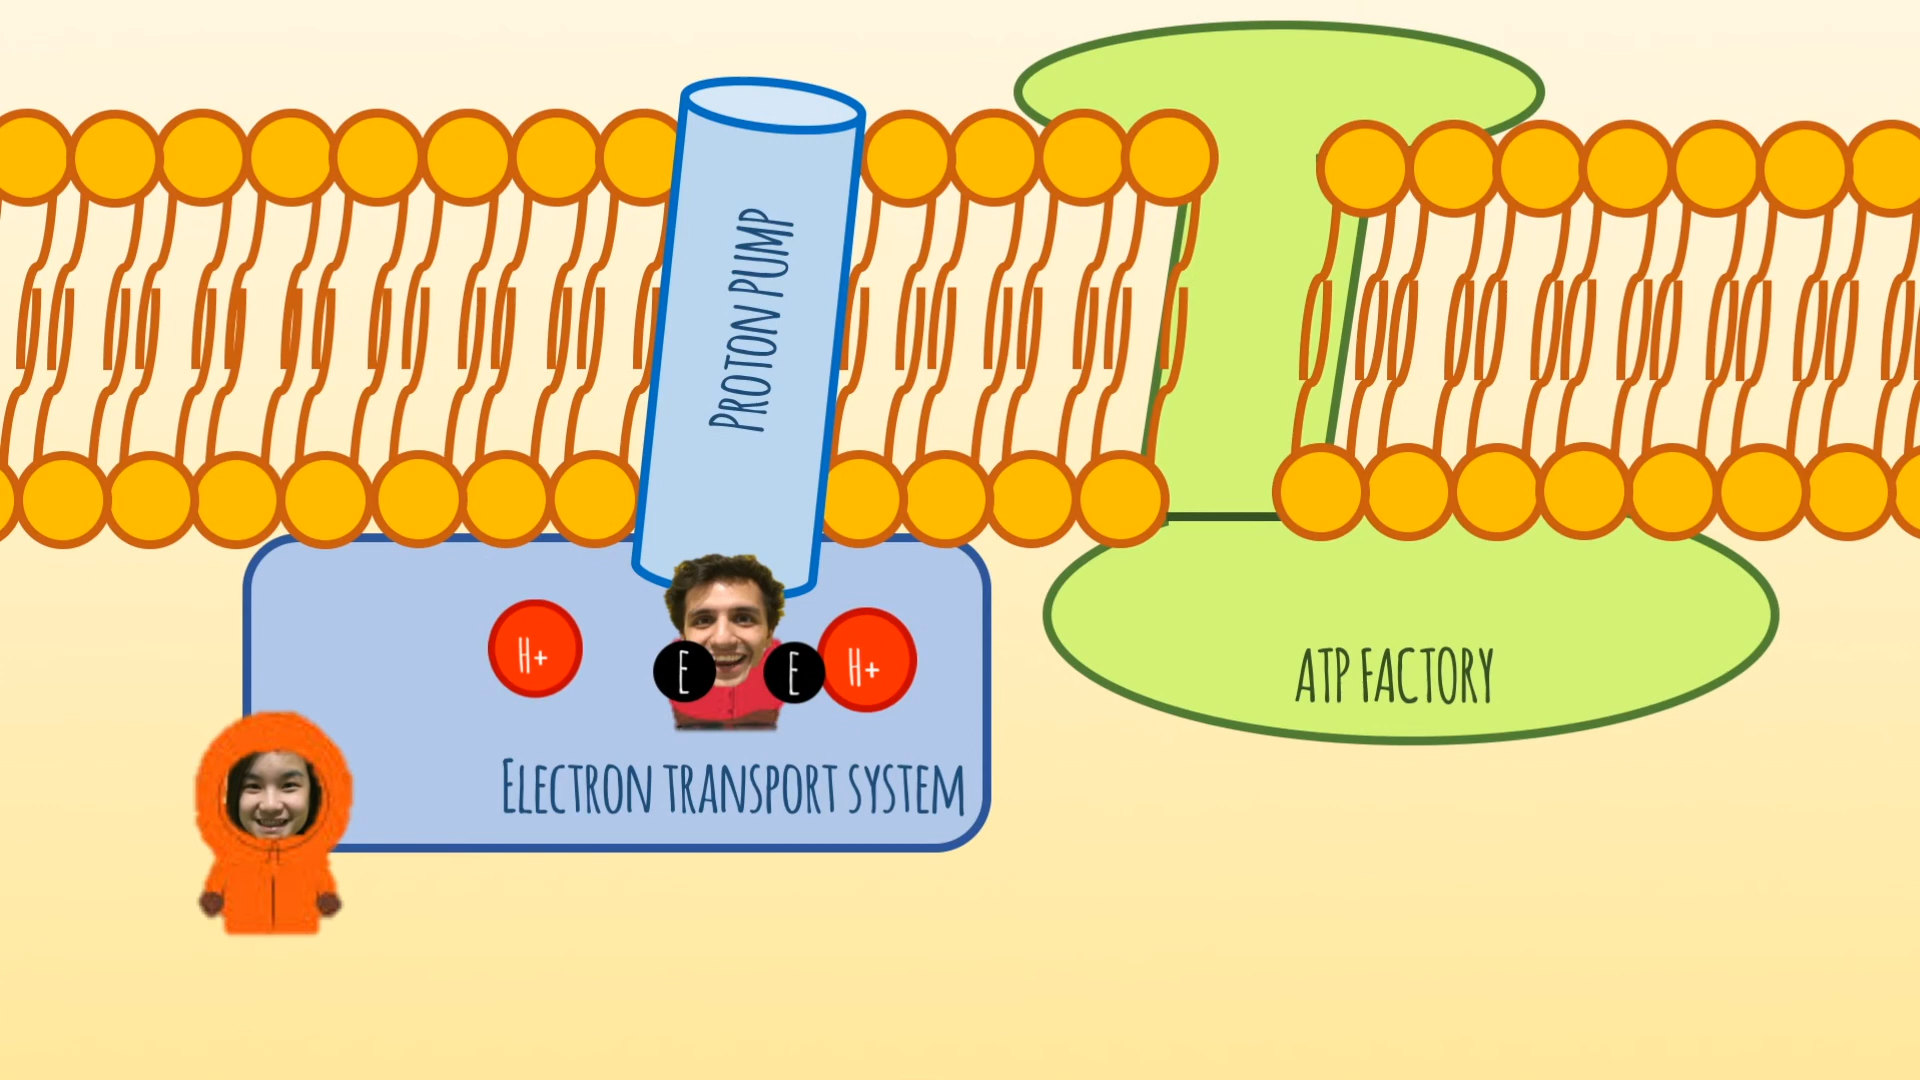 PROTON PUMP
H+
E
E
H+
ELECTRON TRANSPORT SYSTEM
ATP FACTORY